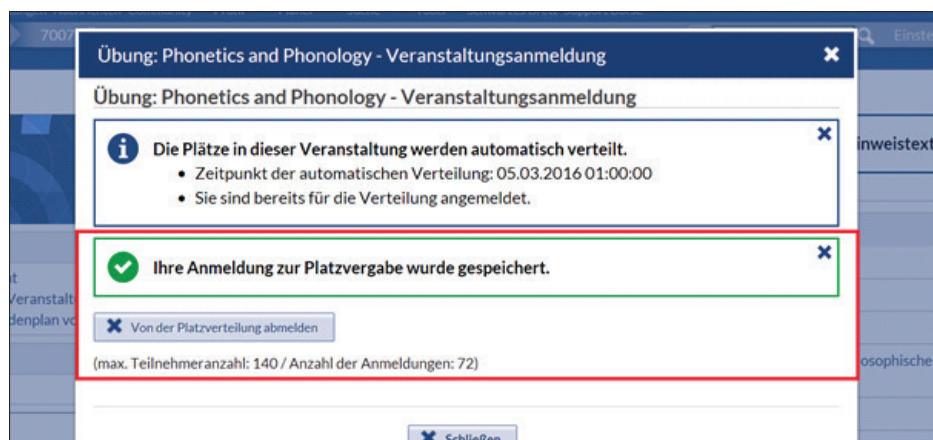 7007
Einste
Übung: Phonetics and Phonology - Veranstaltungsanmeldung
Übung: Phonetics and Phonology - Veranstaltungsanmeldung
Die Plätze in dieser Veranstaltung werden automatisch verteilt.
• Zeitpunkt der automatischen Verteilung: 05.03.2016 01:00:00
• Sie sind bereits für die Verteilung angemeldet.
inweistext
Ihre Anmeldung zur Platzvergabe wurde gespeichert.
t
Veranstalt
denplan vo
Von der Platzverteilung abmelden
(max. Teilnehmeranzahl: 140 / Anzahl der Anmeldungen: 72)
osophische
Schließen